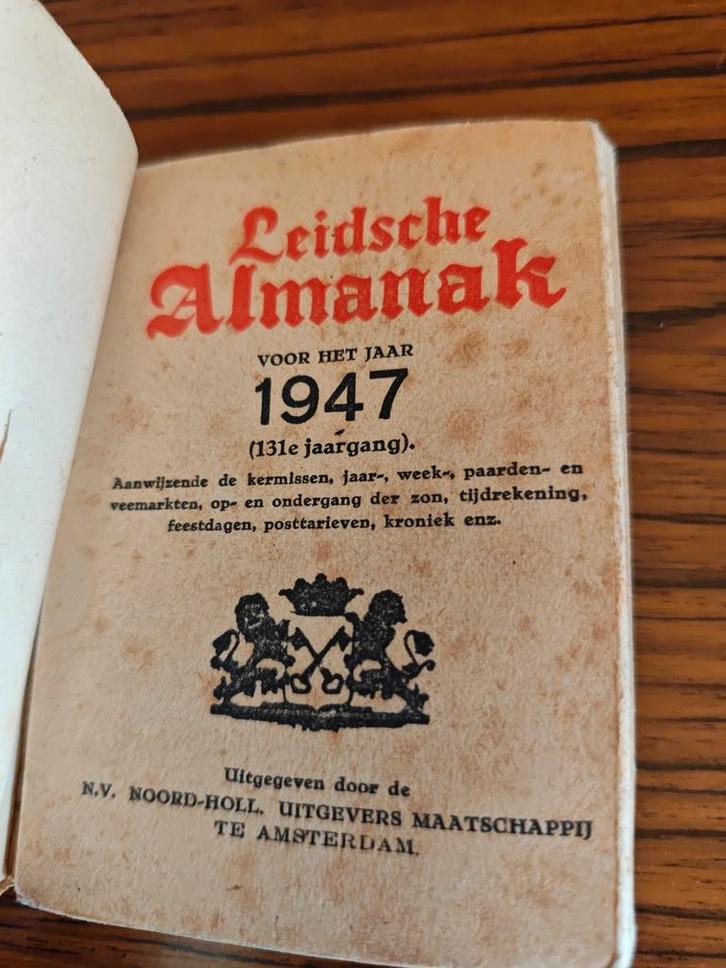 Leidsche
Almanak
VOOR HET JAAR
1947
(131e jaargang).
Aanwijzende de kermissen, jaar-, week-, paarden- en
veemarkten, op- en ondergang der zon, tijdrekening,
feestdagen, posttarieven, kroniek enz.
Uitgegeven door de
N.V. NOORD-HOLL. UITGEVERS MAATSCHAPPIJ
TE AMSTERDAM.